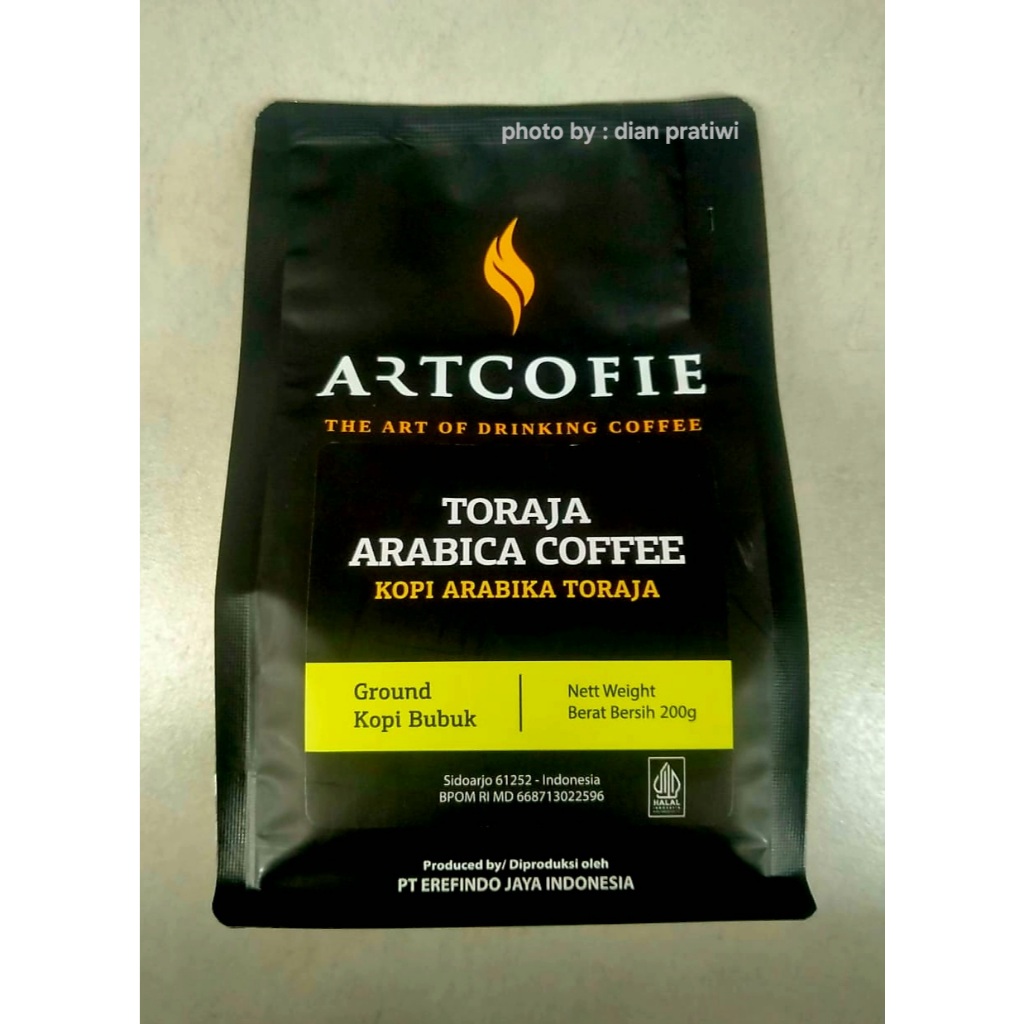 photo by : dian pratiwi
ARTCOFIE
THE ART OF DRINKING COFFEE
TORAJA
ARABICA COFFEE
KOPI ARABIKA TORAJA
Ground
Kopi Bubuk
Nett Weight
Berat Bersih 200g
Sidoarjo 61252 - Indonesia
BPOM RI MD 668713022596
HALAL
INDONESIA
Produced by/ Diproduksi oleh
PT EREFINDO JAYA INDONESIA